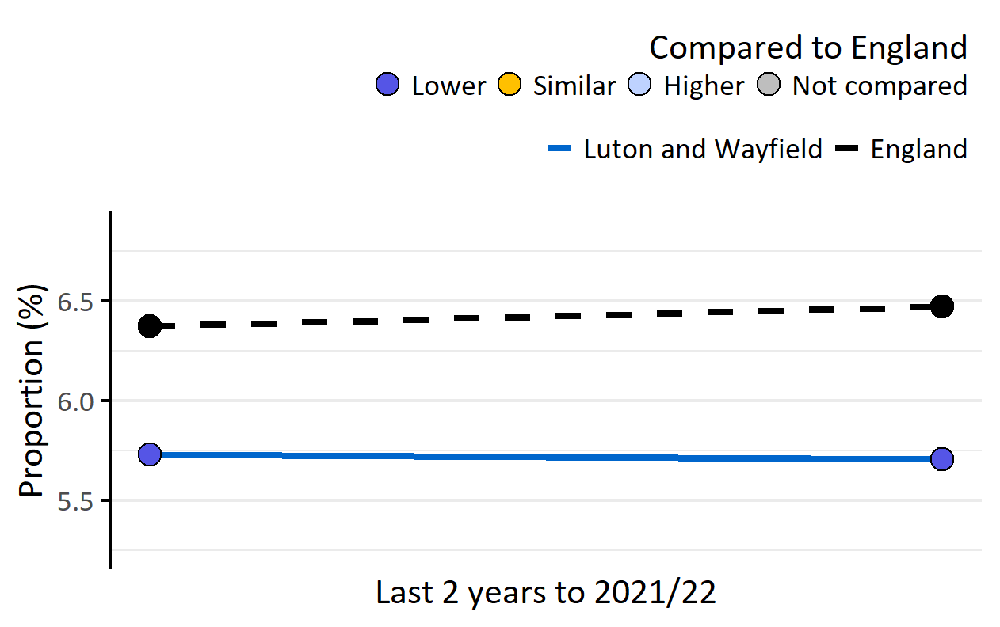 Compared to England
Lower Similar Higher Not compared
Luton and Wayfield England
Proportion (%)
6.5
6.0
5.5
Last 2 years to 2021/22